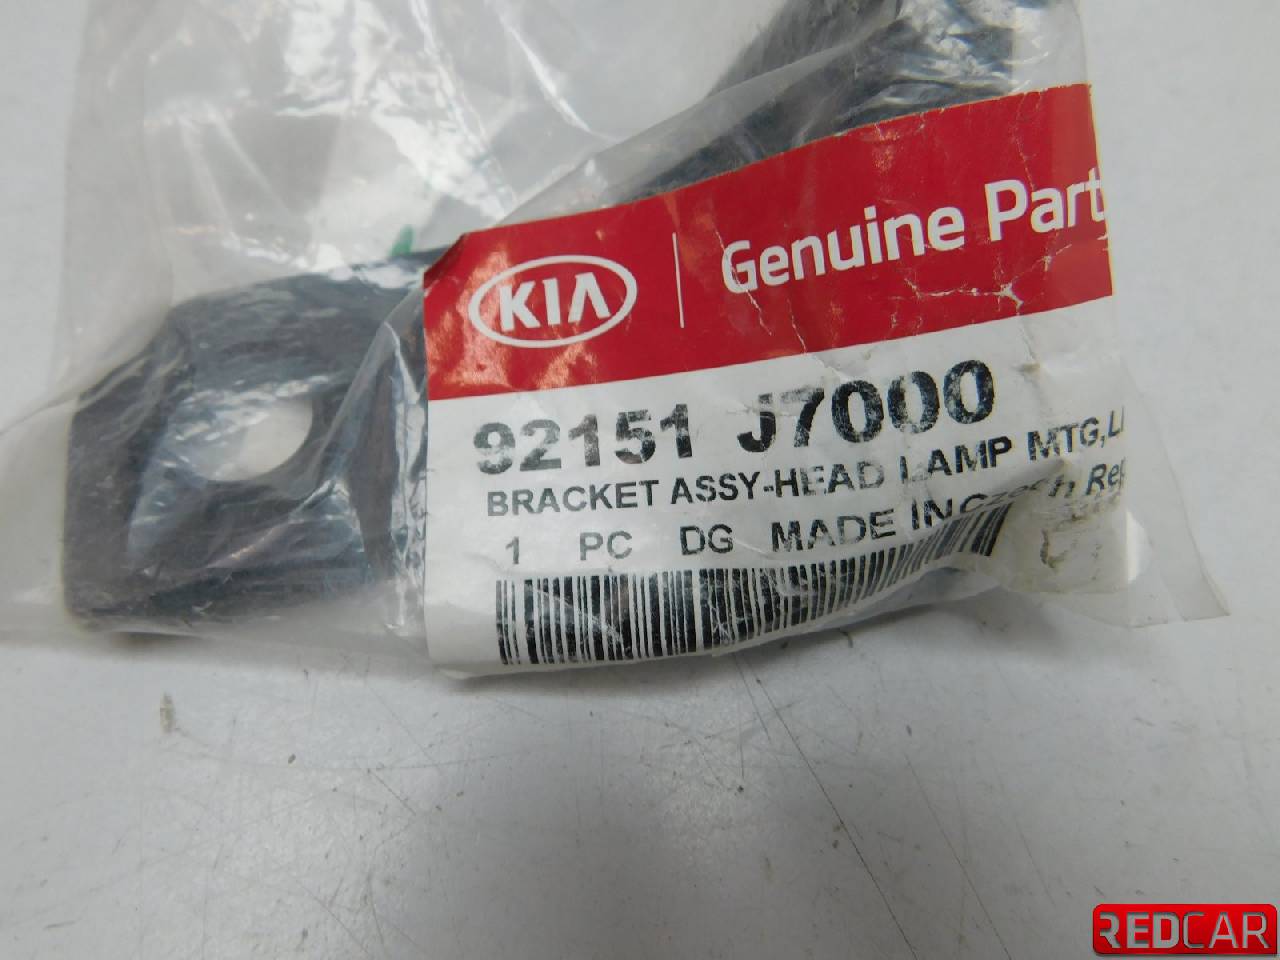 KIA Genuine Part
92151 J7000
BRACKET ASSY-HEAD LAMP MTG,L
1 PC DG MADE IN Czech Rep
REDCAR